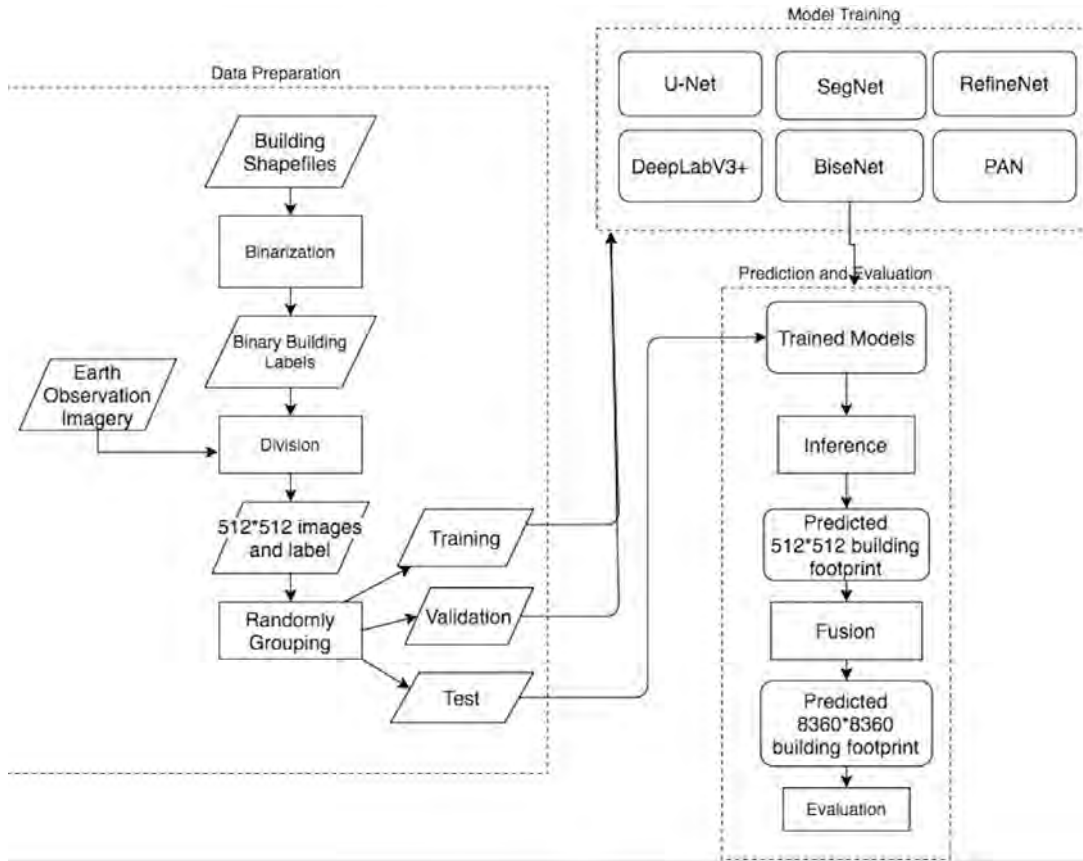 Model Training
U-Net
SegNet
RefineNet
DeepLabV3+
BiseNet
PAN
Data Preparation
Building
Shapefiles
Binarization
Binary Building
Labels
Earth
Observation
Imagery
Division
512*512 images
and label
Randomly
Grouping
Training
Validation
Test
Prediction and Evaluation
Trained Models
Inference
Predicted
512*512 building
footprint
Fusion
Predicted
8360*8360
building footprint
Evaluation